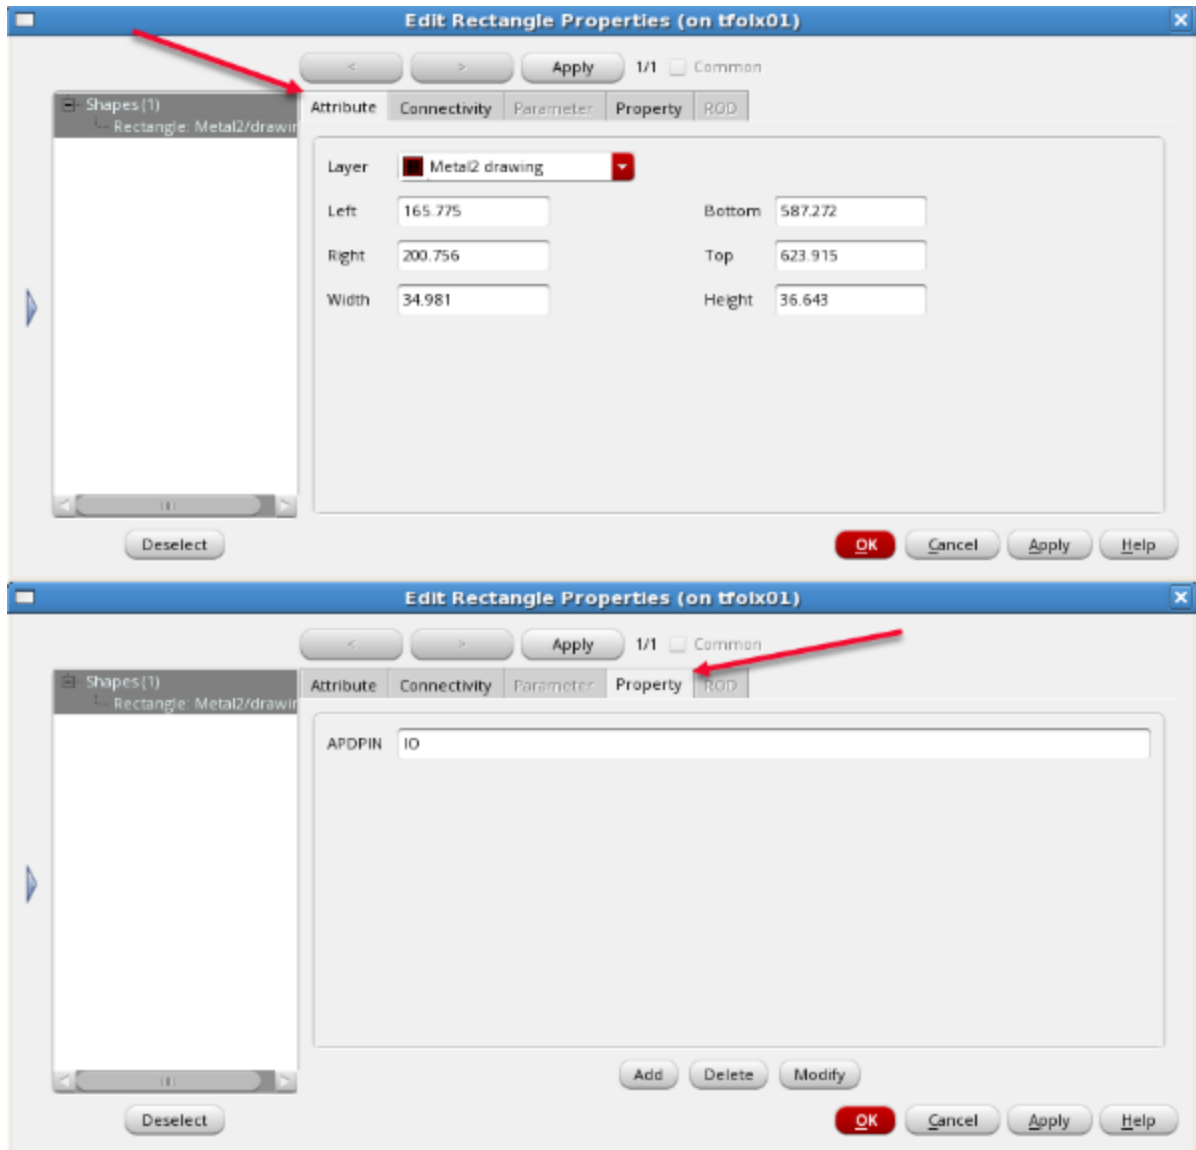 Edit Rectangle Properties (on tfolx01)
< > Apply 1/1 Common
Shapes (1)
Rectangle: Metal2/drawin
Attribute Connectivity Parameter Property ROD
Layer Metal2 drawing
Left 165.775 Bottom 587.272
Right 200.756 Top 623.915
Width 34.981 Height 36.643
Deselect
OK Cancel Apply Help
Edit Rectangle Properties (on tfolx01)
< > Apply 1/1 Common
Shapes (1)
Rectangle: Metal2/drawin
Attribute Connectivity Parameter Property ROD
APDPIN IO
Add Delete Modify
Deselect
OK Cancel Apply Help